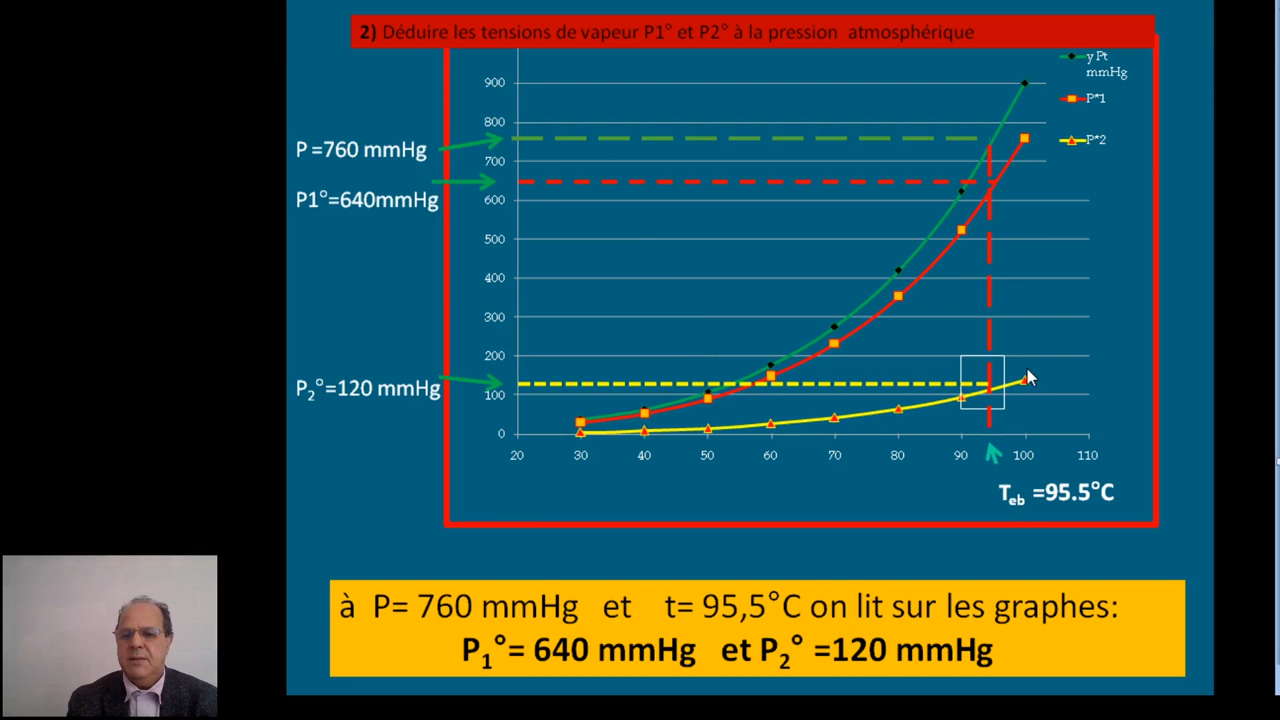 2) Déduire les tensions de vapeur P1° et P2° à la pression atmosphérique
y Pt
mmHg
P*1
P*2
900
800
700
600
500
400
300
200
100
0
20 30 40 50 60 70 80 90 100 110
P =760 mmHg
P1°=640mmHg
P2°=120 mmHg
Teb =95.5°C
à P= 760 mmHg et t= 95,5°C on lit sur les graphes:
P1°= 640 mmHg et P2° =120 mmHg